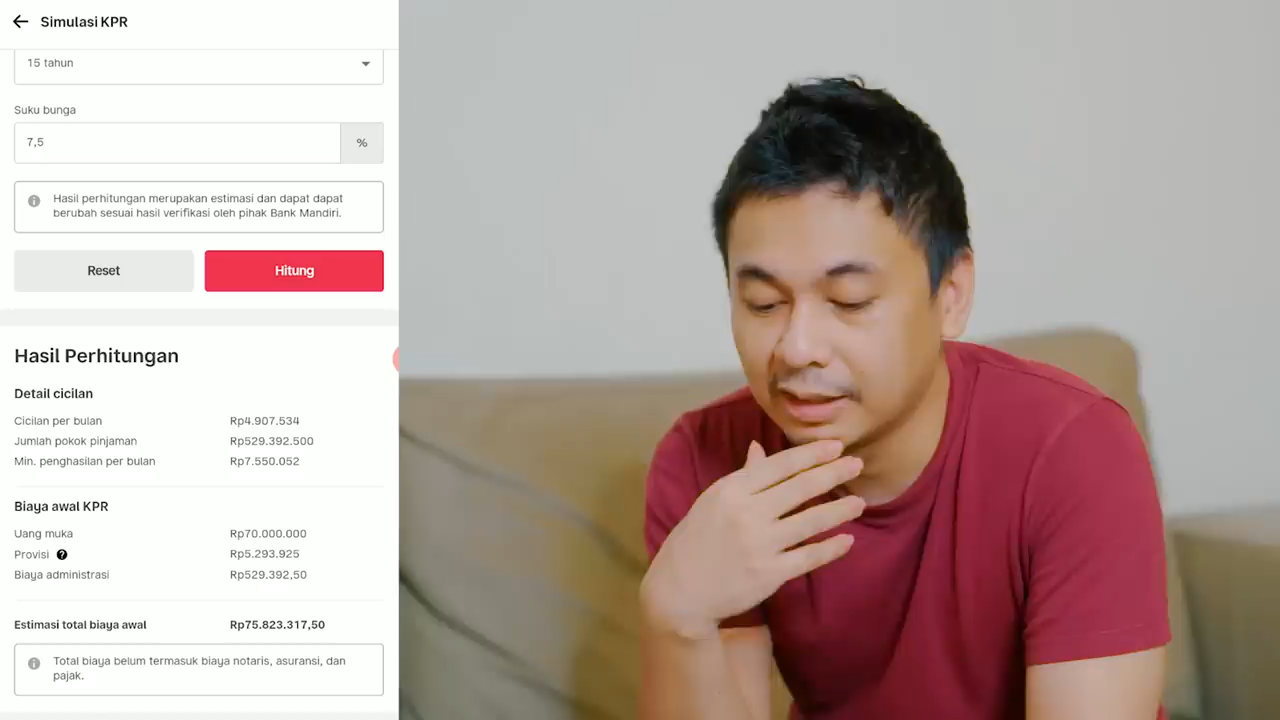 Simulasi KPR
15 tahun
Suku bunga
7,5 %
Hasil perhitungan merupakan estimasi dan dapat dapat
berubah sesuai hasil verifikasi oleh pihak Bank Mandiri.
Reset Hitung
Hasil Perhitungan
Detail cicilan
Cicilan per bulan Rp4.907.534
Jumlah pokok pinjaman Rp529.392.500
Min. penghasilan per bulan Rp7.550.052
Biaya awal KPR
Uang muka Rp70.000.000
Provisi ? Rp5.293.925
Biaya administrasi Rp529.392,50
Estimasi total biaya awal Rp75.823.317,50
Total biaya belum termasuk biaya notaris, asuransi, dan
pajak.